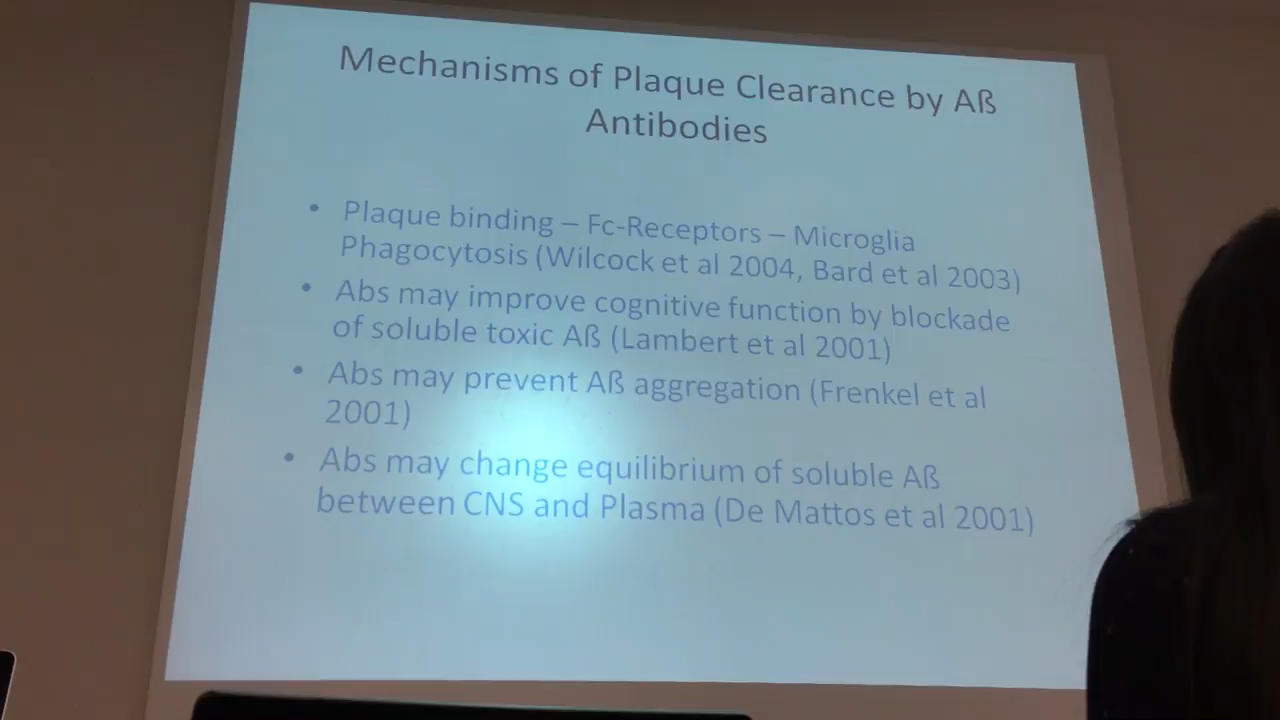 Mechanisms of Plaque Clearance by Aß
Antibodies
• Plaque binding – Fc-Receptors – Microglia
Phagocytosis (Wilcock et al 2004, Bard et al 2003)
• Abs may improve cognitive function by blockade
of soluble toxic Aß (Lambert et al 2001)
• Abs may prevent Aß aggregation (Frenkel et al
2001)
• Abs may change equilibrium of soluble Aß
between CNS and Plasma (De Mattos et al 2001)